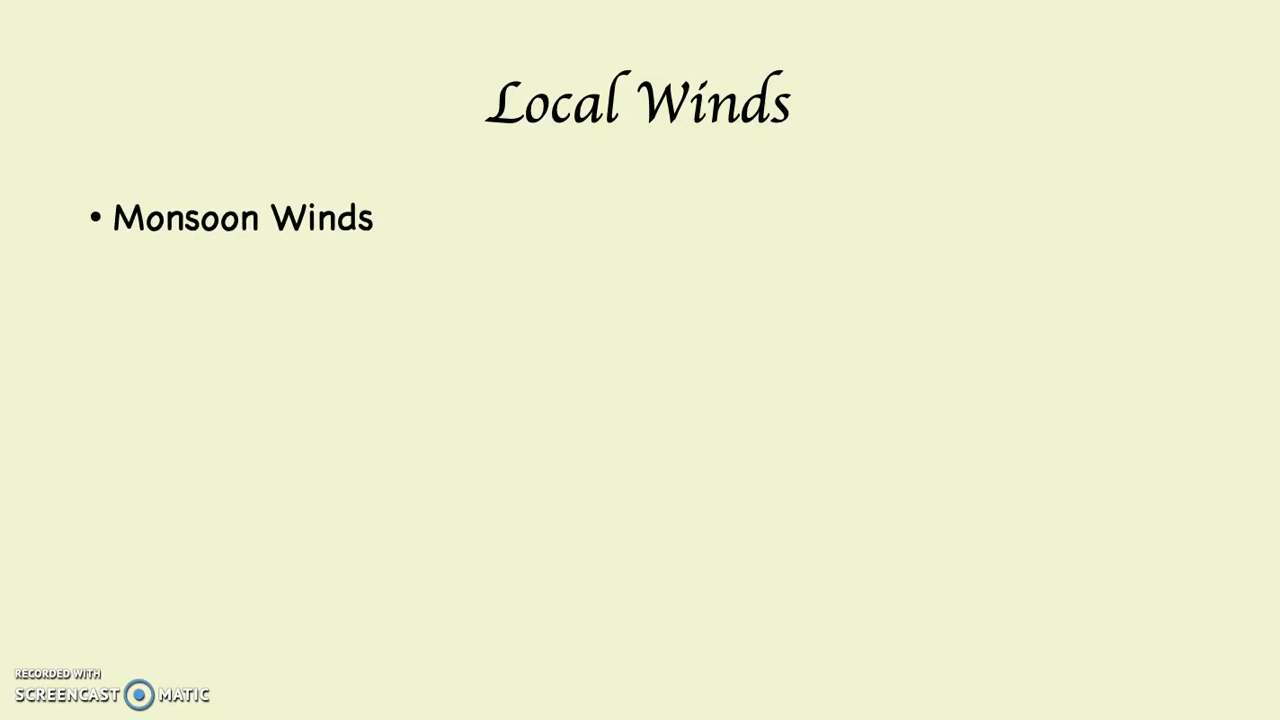 Local Winds
• Monsoon Winds
RECORDED WITH
SCREENCAST MATIC